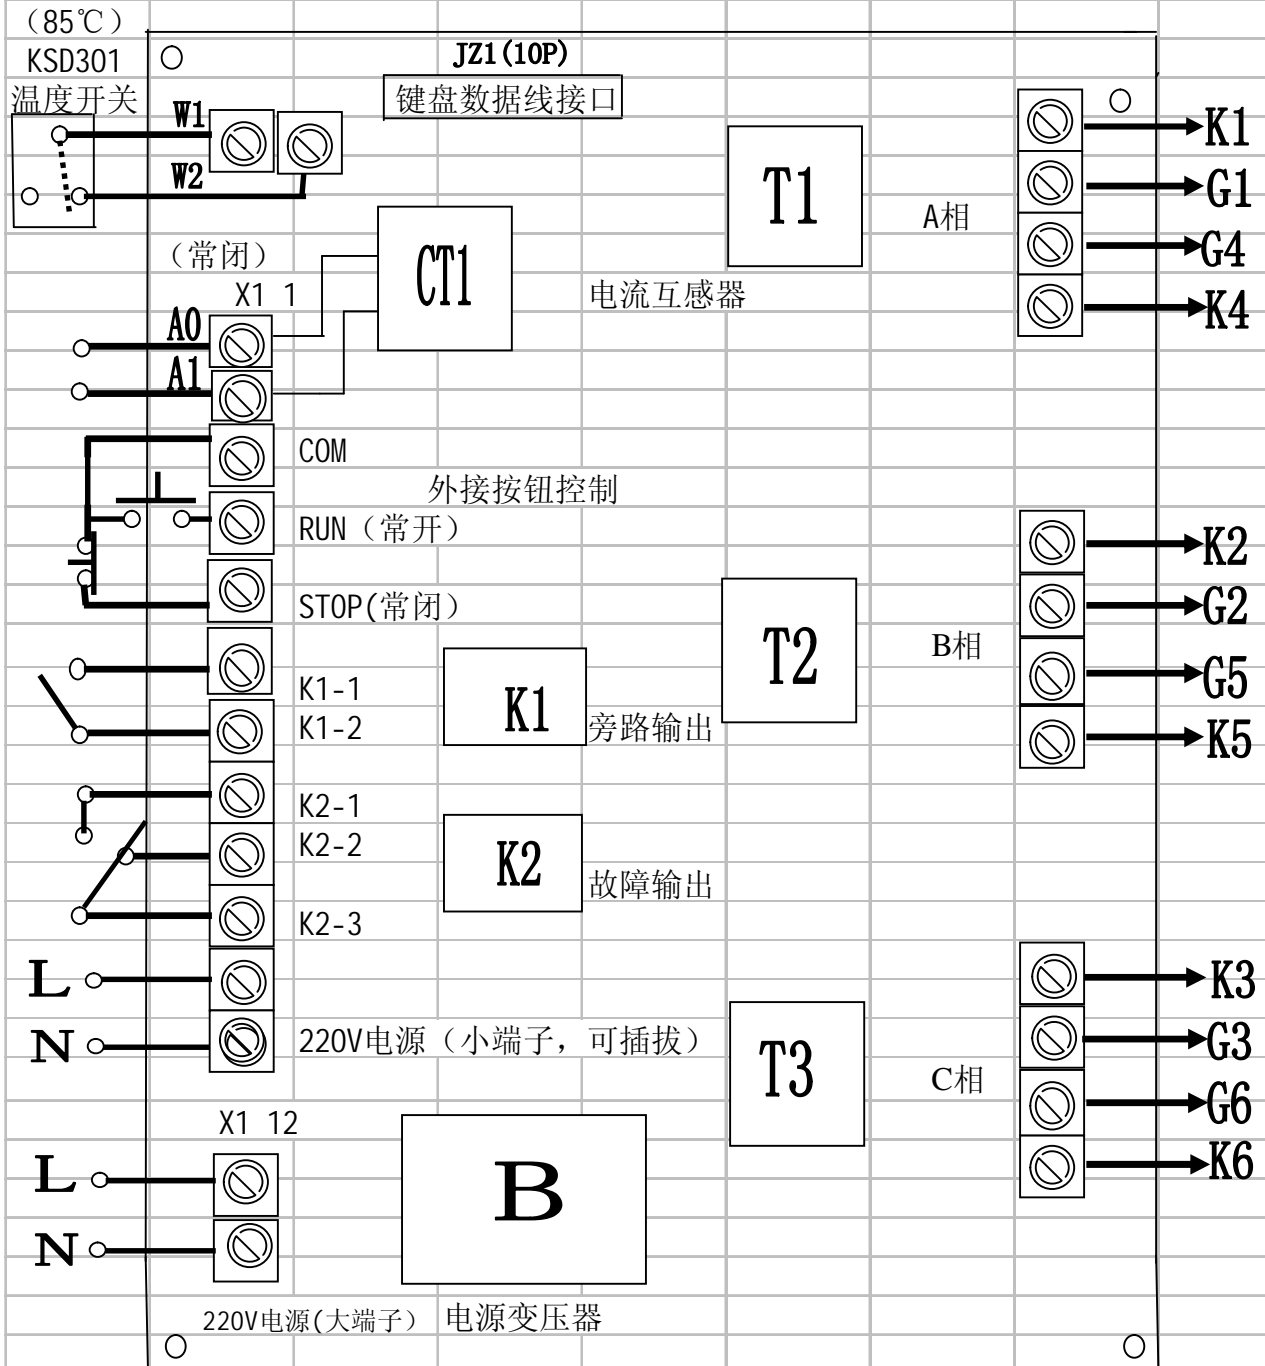 （85℃）
KSD301
温度开关
JZ1(10P)
键盘数据线接口
W1
W2
（常闭）
X1 1
A0
A1
CT1
电流互感器
T1
A相
K1
G1
G4
K4
COM
外接按钮控制
RUN（常开）
STOP(常闭）
K1-1
K1-2
K1
旁路输出
K2-1
K2-2
K2-3
K2
故障输出
T2
B相
K2
G2
G5
K5
L
N
220V电源（小端子，可插拔）
T3
C相
K3
G3
G6
K6
X1 12
L
N
B
220V电源(大端子）
电源变压器